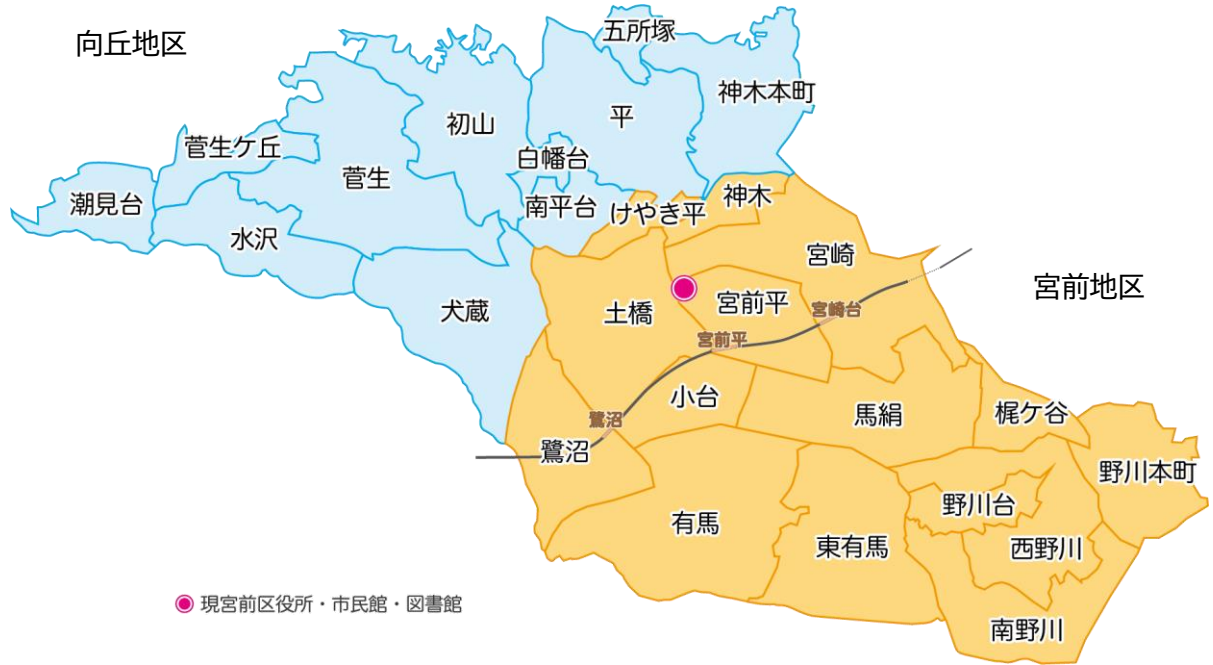 向丘地区
五所塚
神木本町
平
初山
菅生ケ丘
白幡台
菅生
潮見台
南平台
けやき平
神木
水沢
宮崎
宮前地区
犬蔵
土橋
宮前平
宮崎台
宮前平
小台
鷺沼
馬絹
梶ケ谷
鷺沼
野川本町
野川台
有馬
東有馬
西野川
現宮前区役所・市民館・図書館
南野川